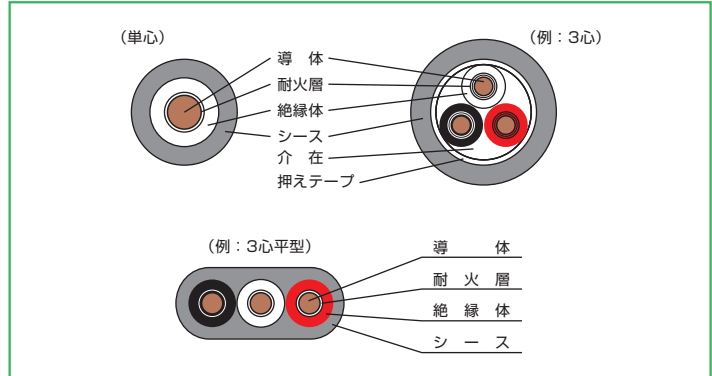 （単心）
（例：3心）
導　体
耐火層
絶縁体
シース
介　在
押えテープ
（例：3心平型）
導　体
耐　火　層
絶　縁　体
シ　ー　ス